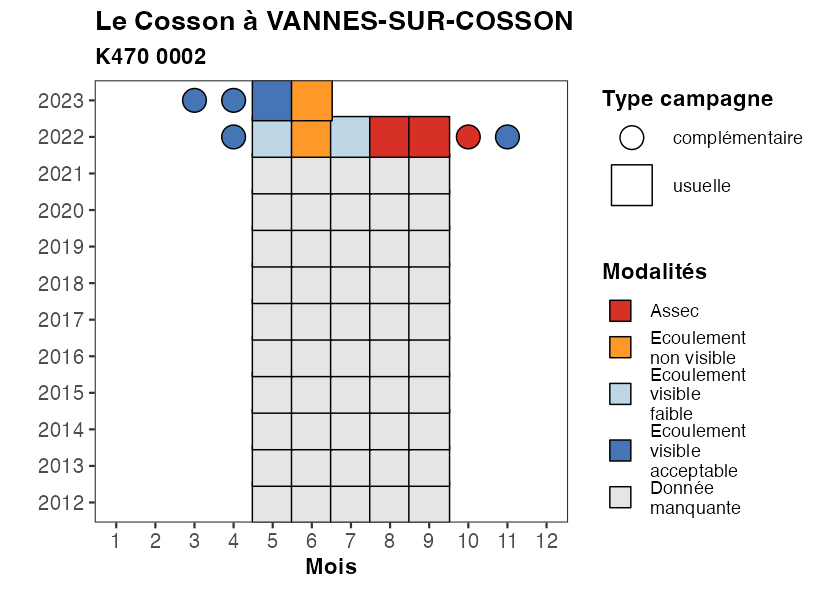 Le Cosson à VANNES-SUR-COSSON
K470 0002
2023
2022
2021
2020
2019
2018
2017
2016
2015
2014
2013
2012
1 2 3 4 5 6 7 8 9 10 11 12
Mois
Type campagne
complémentaire
usuelle
Modalités
Assec
Ecoulement
non visible
Ecoulement
visible
faible
Ecoulement
visible
acceptable
Donnée
manquante